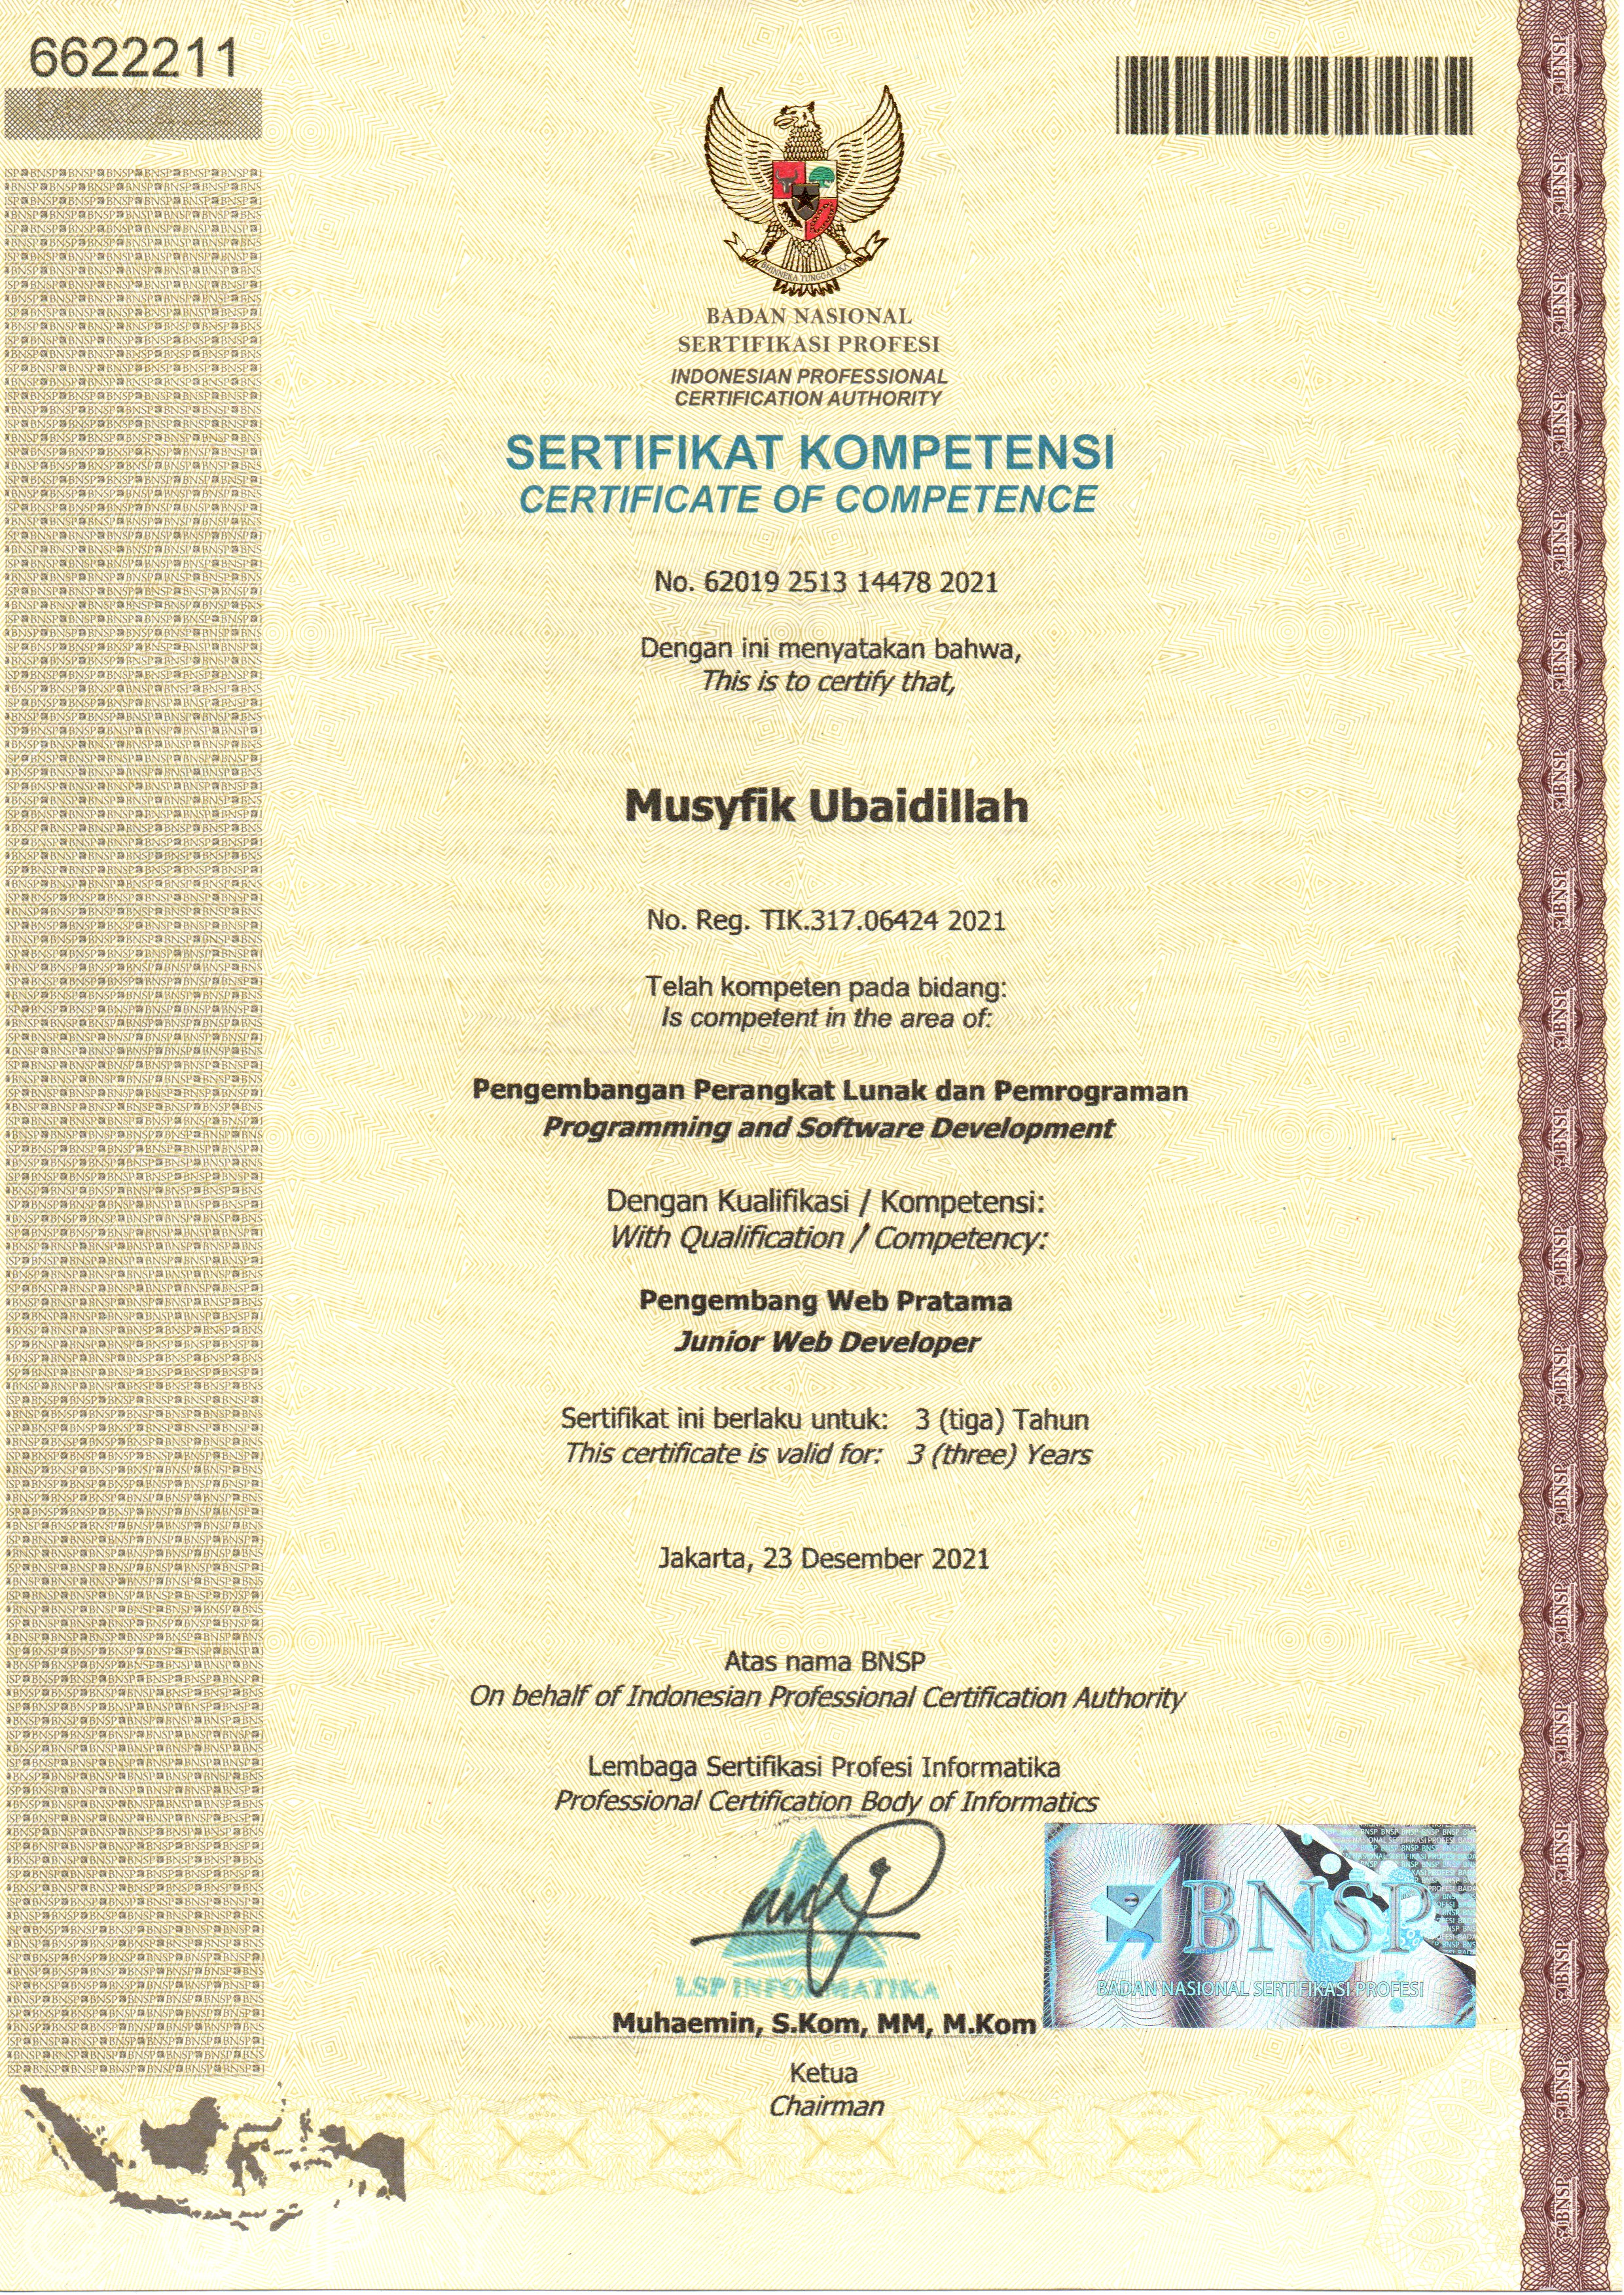 6622211
BHINNEKA TUNGGAL IKA
BADAN NASIONAL
SERTIFIKASI PROFESI
INDONESIAN PROFESSIONAL
CERTIFICATION AUTHORITY
SERTIFIKAT KOMPETENSI
CERTIFICATE OF COMPETENCE
No. 62019 2513 14478 2021
Dengan ini menyatakan bahwa,
This is to certify that,
Musyfik Ubaidillah
No. Reg. TIK.317.06424 2021
Telah kompeten pada bidang:
Is competent in the area of:
Pengembangan Perangkat Lunak dan Pemrograman
Programming and Software Development
Dengan Kualifikasi / Kompetensi:
With Qualification / Competency:
Pengembang Web Pratama
Junior Web Developer
Sertifikat ini berlaku untuk: 3 (tiga) Tahun
This certificate is valid for: 3 (three) Years
Jakarta, 23 Desember 2021
Atas nama BNSP
On behalf of Indonesian Professional Certification Authority
Lembaga Sertifikasi Profesi Informatika
Professional Certification Body of Informatics
LSP INFORMATIKA
BNSP
BADAN NASIONAL SERTIFIKASI PROFESI
Muhaemin, S.Kom, MM, M.Kom
Ketua
Chairman
COPY